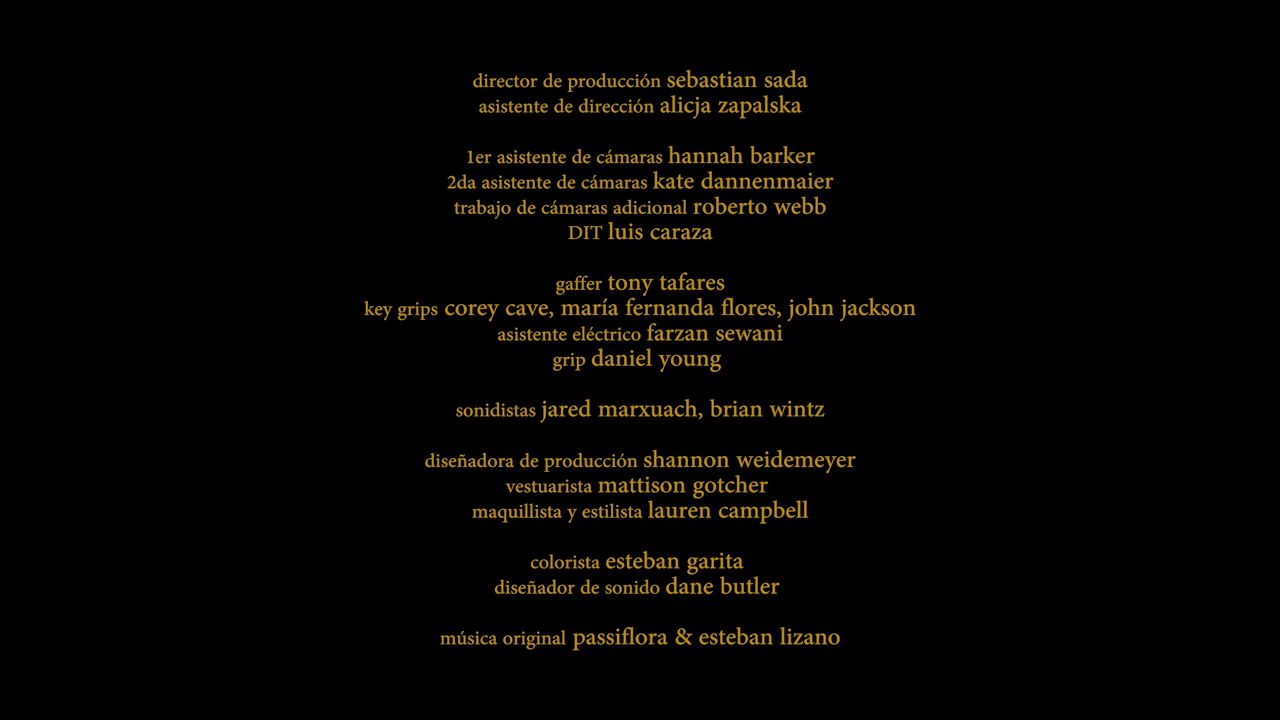 director de producción sebastian sada
asistente de dirección alicja zapalska
1er asistente de cámaras hannah barker
2da asistente de cámaras kate dannenmaier
trabajo de cámaras adicional roberto webb
DIT luis caraza
gaffer tony tafares
key grips corey cave, maría fernanda flores, john jackson
asistente eléctrico farzan sewani
grip daniel young
sonidistas jared marxuach, brian wintz
diseñadora de producción shannon weidemeyer
vestuarista mattison gotcher
maquillista y estilista lauren campbell
colorista esteban garita
diseñador de sonido dane butler
música original passiflora & esteban lizano